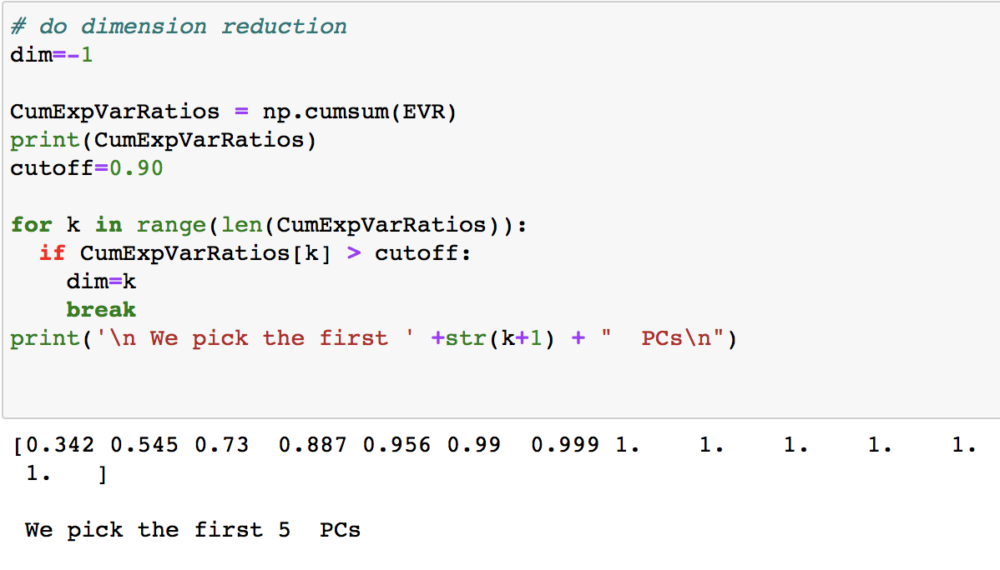 # do dimension reduction
dim=-1
CumExpVarRatios = np.cumsum(EVR)
print(CumExpVarRatios)
cutoff=0.90
for k in range(len(CumExpVarRatios)):
  if CumExpVarRatios[k] > cutoff:
    dim=k
    break
print('\n We pick the first ' +str(k+1) + "  PCs\n")
[0.342 0.545 0.73  0.887 0.956 0.99  0.999 1.    1.    1.    1.    1.
 1.   ]
 We pick the first 5  PCs